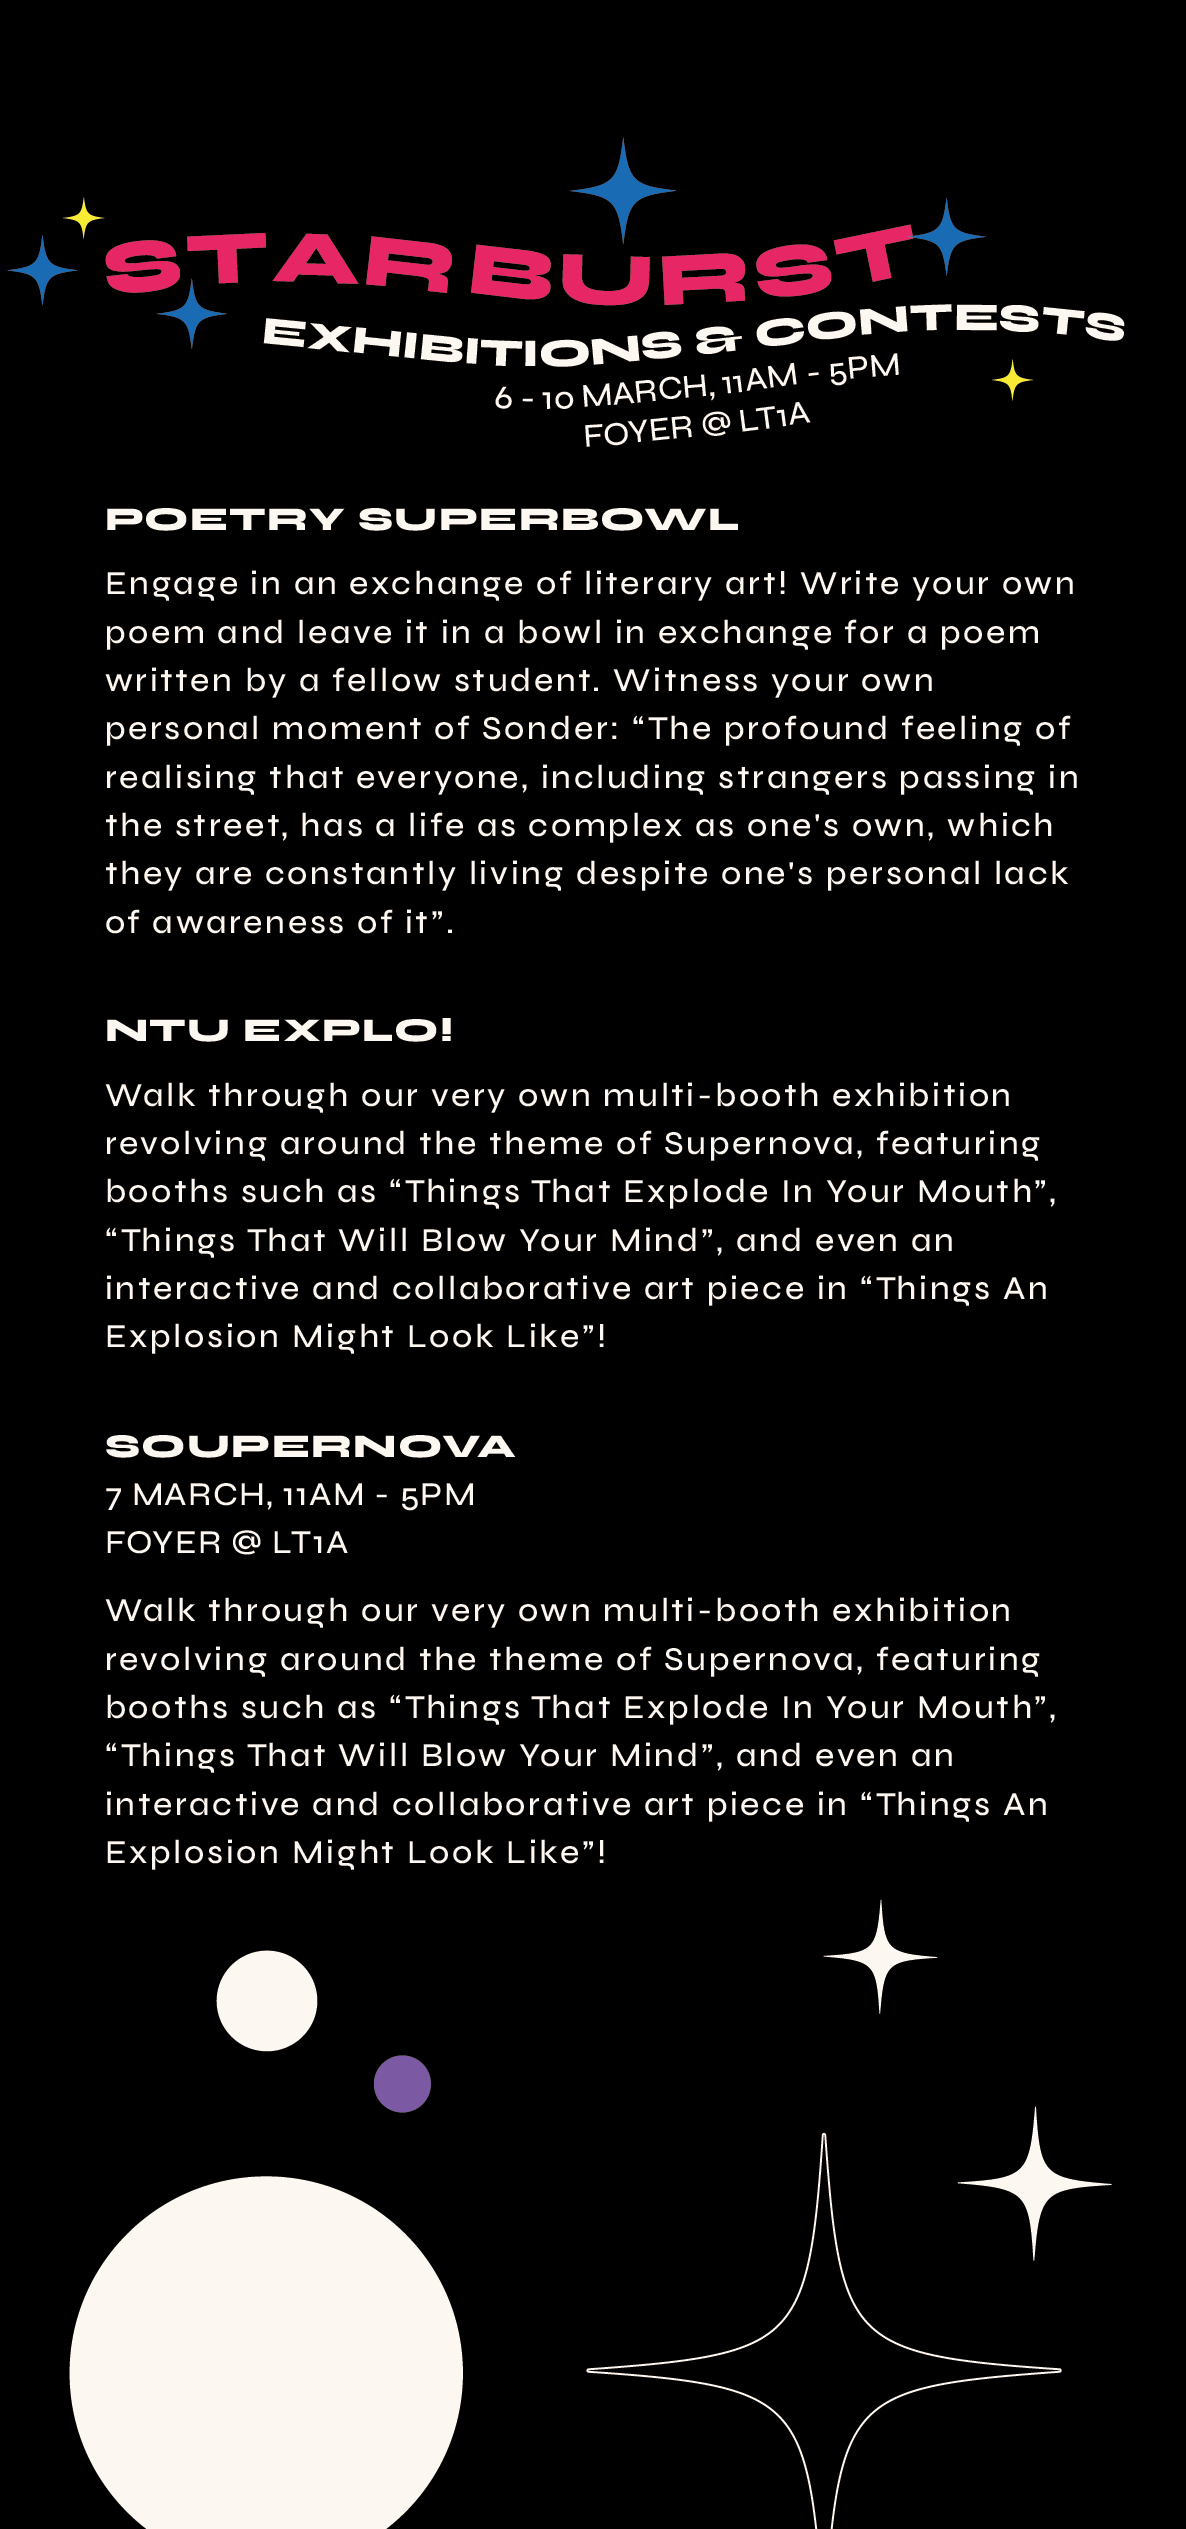 STARBURST
EXHIBITIONS & CONTESTS
6 - 10 MARCH, 11AM - 5PM
FOYER @ LT1A
POETRY SUPERBOWL
Engage in an exchange of literary art! Write your own
poem and leave it in a bowl in exchange for a poem
written by a fellow student. Witness your own
personal moment of Sonder: “The profound feeling of
realising that everyone, including strangers passing in
the street, has a life as complex as one's own, which
they are constantly living despite one's personal lack
of awareness of it”.
NTU EXPLO!
Walk through our very own multi-booth exhibition
revolving around the theme of Supernova, featuring
booths such as “Things That Explode In Your Mouth”,
“Things That Will Blow Your Mind”, and even an
interactive and collaborative art piece in “Things An
Explosion Might Look Like”!
SOUPERNOVA
7 MARCH, 11AM - 5PM
FOYER @ LT1A
Walk through our very own multi-booth exhibition
revolving around the theme of Supernova, featuring
booths such as “Things That Explode In Your Mouth”,
“Things That Will Blow Your Mind”, and even an
interactive and collaborative art piece in “Things An
Explosion Might Look Like”!